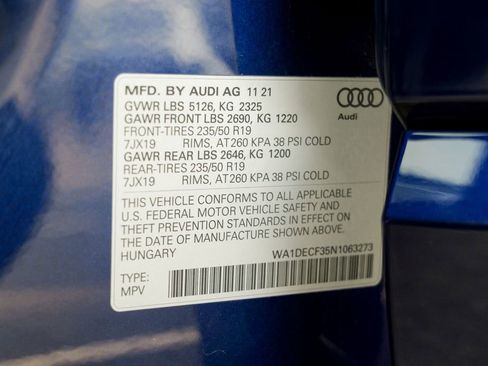 MFD. BY AUDI AG 11 21
GVWR LBS 5126, KG 2325
GAWR FRONT LBS 2690, KG 1220
FRONT-TIRES 235/50 R19
7JX19 RIMS, AT260 KPA 38 PSI COLD
GAWR REAR LBS 2646, KG 1200
REAR-TIRES 235/50 R19
7JX19 RIMS, AT260 KPA 38 PSI COLD
Audi
THIS VEHICLE CONFORMS TO ALL APPLICABLE
U.S. FEDERAL MOTOR VEHICLE SAFETY AND
THEFT PREVENTION STANDARDS IN EFFECT ON
THE DATE OF MANUFACTURE SHOWN ABOVE.
HUNGARY
WA1DECF35N1063273
TYPE:
MPV